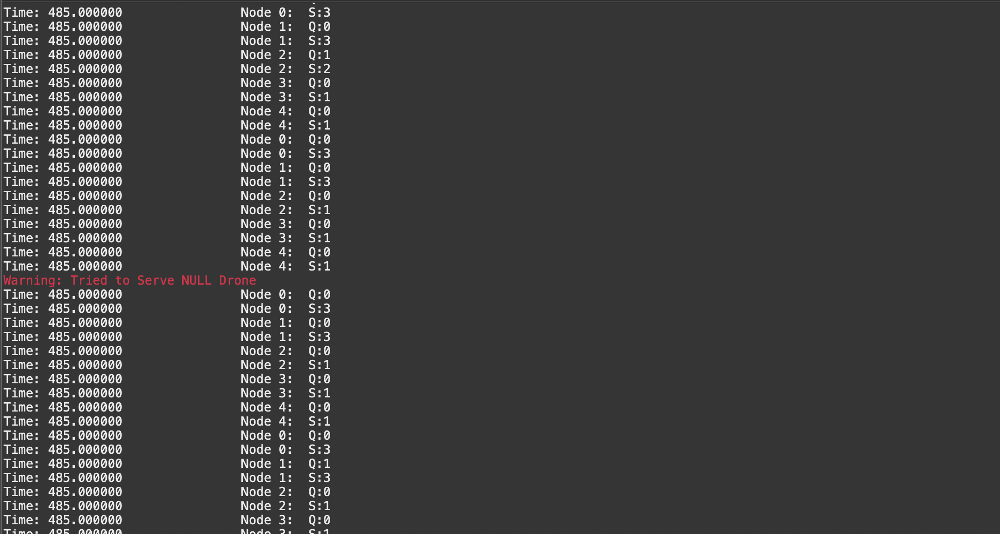 Time: 485.000000 Node 0: S:3
Time: 485.000000 Node 1: Q:0
Time: 485.000000 Node 1: S:3
Time: 485.000000 Node 2: Q:1
Time: 485.000000 Node 2: S:2
Time: 485.000000 Node 3: Q:0
Time: 485.000000 Node 3: S:1
Time: 485.000000 Node 4: Q:0
Time: 485.000000 Node 4: S:1
Time: 485.000000 Node 0: Q:0
Time: 485.000000 Node 0: S:3
Time: 485.000000 Node 1: Q:0
Time: 485.000000 Node 1: S:3
Time: 485.000000 Node 2: Q:0
Time: 485.000000 Node 2: S:1
Time: 485.000000 Node 3: Q:0
Time: 485.000000 Node 3: S:1
Time: 485.000000 Node 4: Q:0
Time: 485.000000 Node 4: S:1
Warning: Tried to Serve NULL Drone
Time: 485.000000 Node 0: Q:0
Time: 485.000000 Node 0: S:3
Time: 485.000000 Node 1: Q:0
Time: 485.000000 Node 1: S:3
Time: 485.000000 Node 2: Q:0
Time: 485.000000 Node 2: S:1
Time: 485.000000 Node 3: Q:0
Time: 485.000000 Node 3: S:1
Time: 485.000000 Node 4: Q:0
Time: 485.000000 Node 4: S:1
Time: 485.000000 Node 0: Q:0
Time: 485.000000 Node 0: S:3
Time: 485.000000 Node 1: Q:1
Time: 485.000000 Node 1: S:3
Time: 485.000000 Node 2: Q:0
Time: 485.000000 Node 2: S:1
Time: 485.000000 Node 3: Q:0
Time: 485.000000 Node 3: S:1